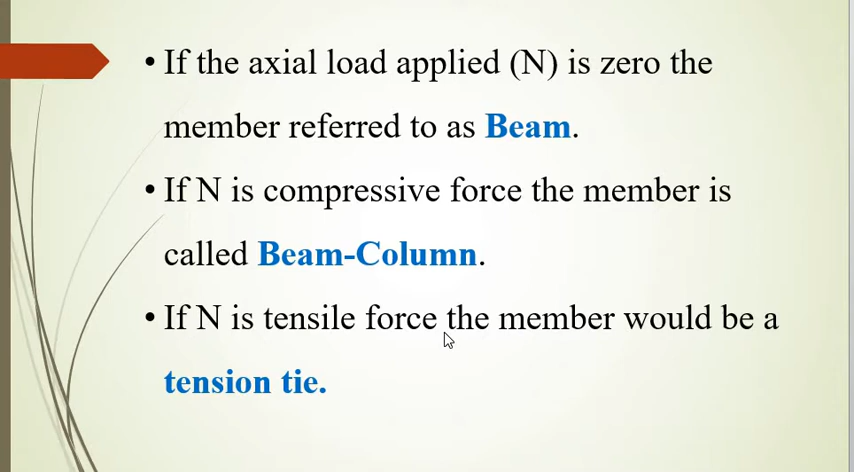 • If the axial load applied (N) is zero the
member referred to as Beam.
• If N is compressive force the member is
called Beam-Column.
• If N is tensile force the member would be a
tension tie.